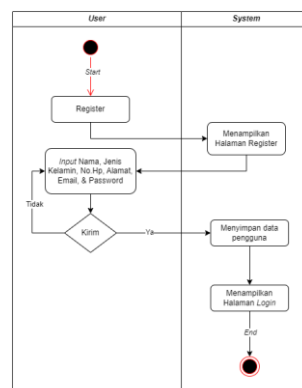 User
System
Start
Register
Menampilkan
Halaman Register
Input Nama, Jenis
Kelamin, No.Hp, Alamat,
Email, & Password
Tidak
Kirim
Ya
Menyimpan data
pengguna
Menampilkan
Halaman Login
End